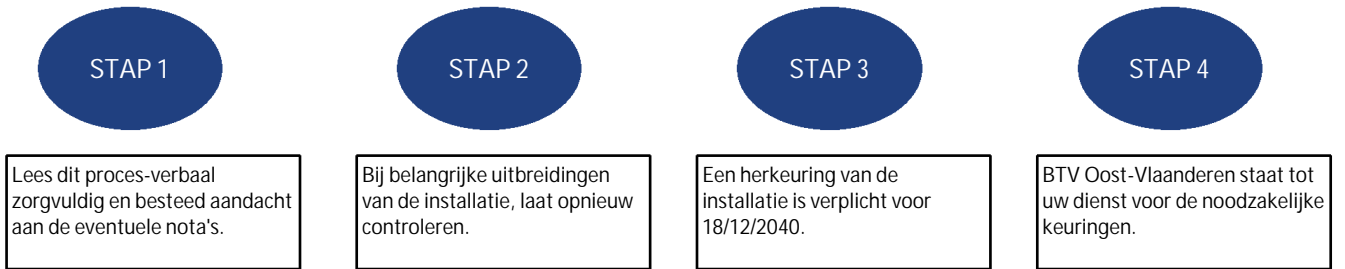 STAP 1
Lees dit proces-verbaal
zorgvuldig en besteed aandacht
aan de eventuele nota's.
STAP 2
Bij belangrijke uitbreidingen
van de installatie, laat opnieuw
controleren.
STAP 3
Een herkeuring van de
installatie is verplicht voor
18/12/2040.
STAP 4
BTV Oost-Vlaanderen staat tot
uw dienst voor de noodzakelijke
keuringen.